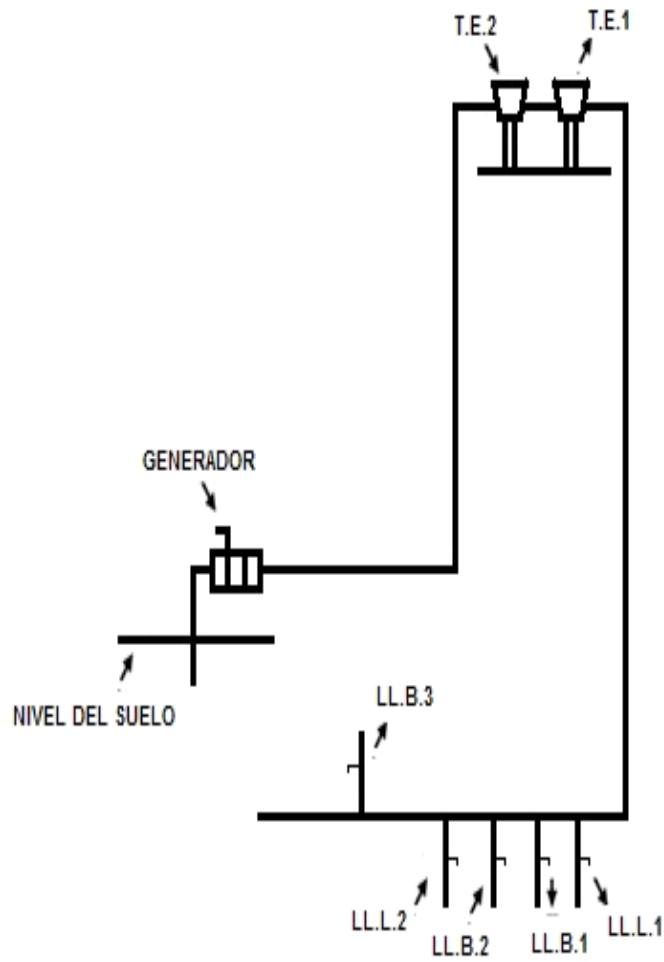 T.E.2
T.E.1
GENERADOR
NIVEL DEL SUELO
LL.B.3
LL.L.2
LL.B.2
LL.B.1
LL.L.1